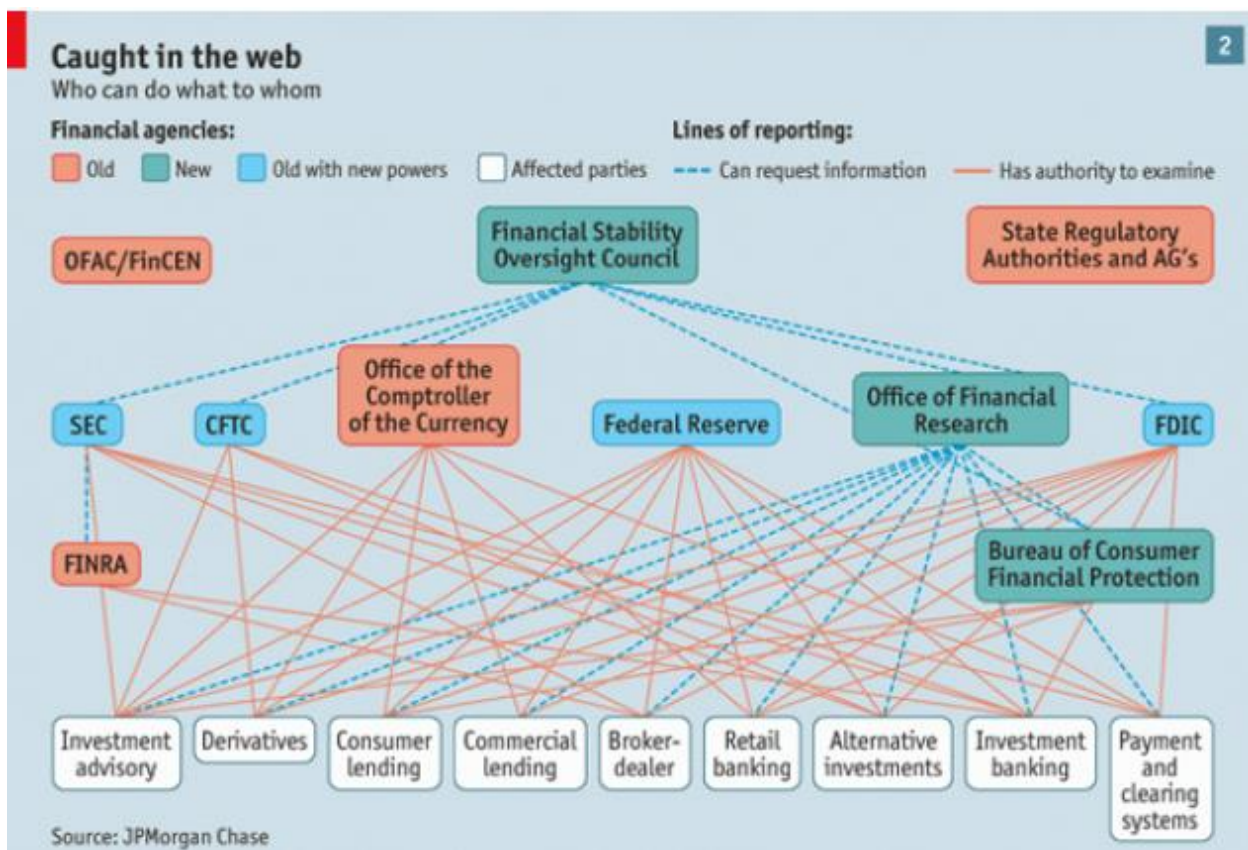 Caught in the web
2
Who can do what to whom
Financial agencies:
Lines of reporting:
Old
New
Old with new powers
Affected parties
Can request information
Has authority to examine
OFAC/FinCEN
Financial Stability
Oversight Council
State Regulatory
Authorities and AG's
SEC
CFTC
Office of the
Comptroller
of the Currency
Federal Reserve
Office of Financial
Research
FDIC
FINRA
Bureau of Consumer
Financial Protection
Investment
advisory
Derivatives
Consumer
lending
Commercial
lending
Broker-
dealer
Retail
banking
Alternative
investments
Investment
banking
Payment
and
clearing
systems
Source: JPMorgan Chase